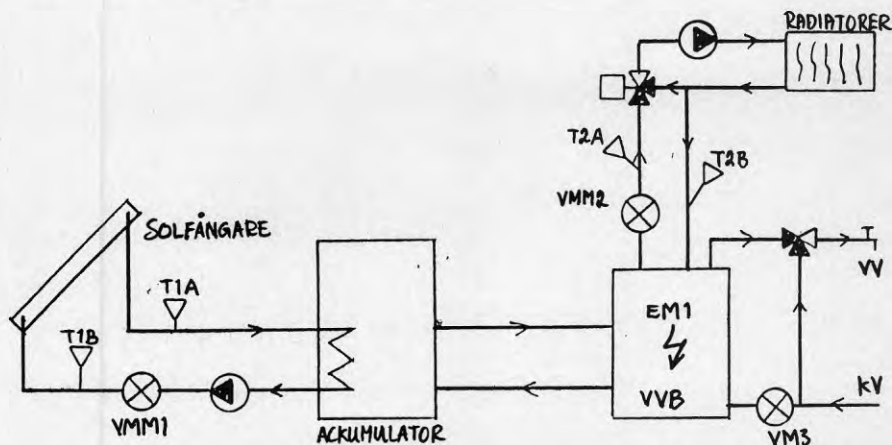 RADIATORER
T2A
T2B
VMM2
SOLFÅNGARE
T
VV
T1A
EM1
T1B
KV
VVB
VMM1
ACKUMULATOR
VM3